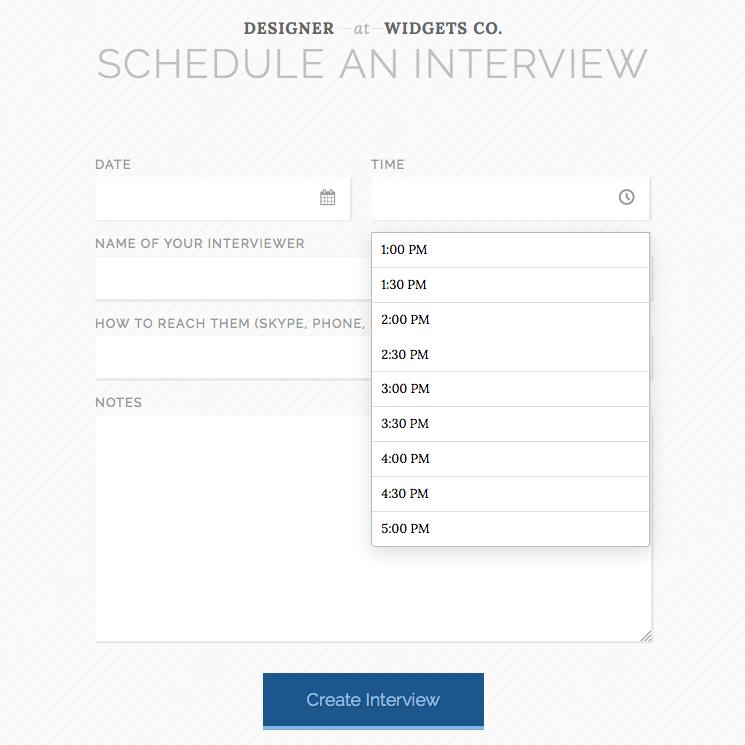 DESIGNER at WIDGETS CO.
SCHEDULE AN INTERVIEW
DATE
TIME
NAME OF YOUR INTERVIEWER
HOW TO REACH THEM (SKYPE, PHONE,
NOTES
1:00 PM
1:30 PM
2:00 PM
2:30 PM
3:00 PM
3:30 PM
4:00 PM
4:30 PM
5:00 PM
Create Interview